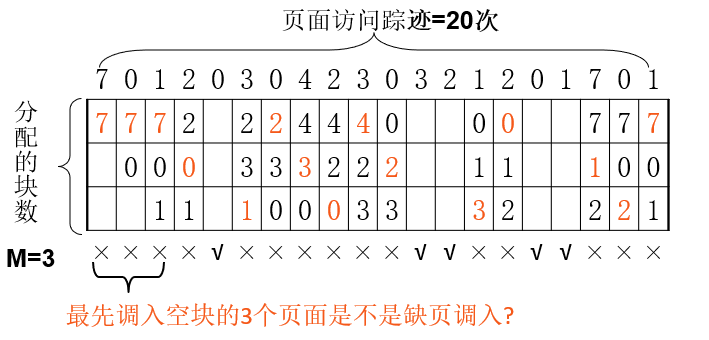 页面访问踪迹=20次
7 0 1 2 0 3 0 4 2 3 0 3 2 1 2 0 1 7 0 1
分配的块数
7 7 7 2 2 2 4 4 4 0 0 0 7 7 7
0 0 0 3 3 3 2 2 2 1 1 1 0 0
1 1 1 0 0 0 3 3 3 2 2 2 1
M=3 × × × × √ × × × × × × √ √ × × √ √ × × ×
最先调入空块的3个页面是不是缺页调入?